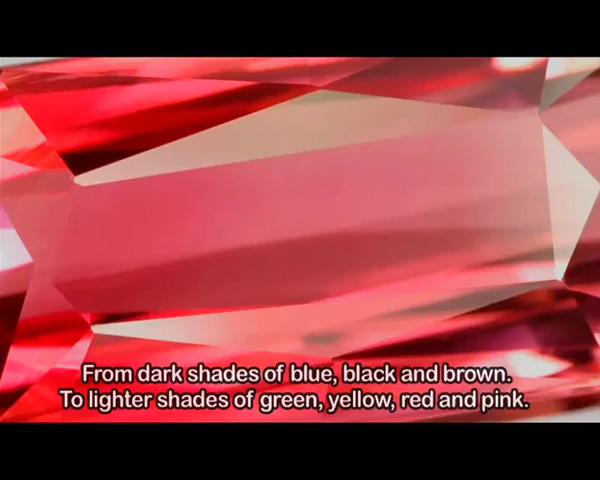 From dark shades of blue, black and brown.
To lighter shades of green, yellow, red and pink.